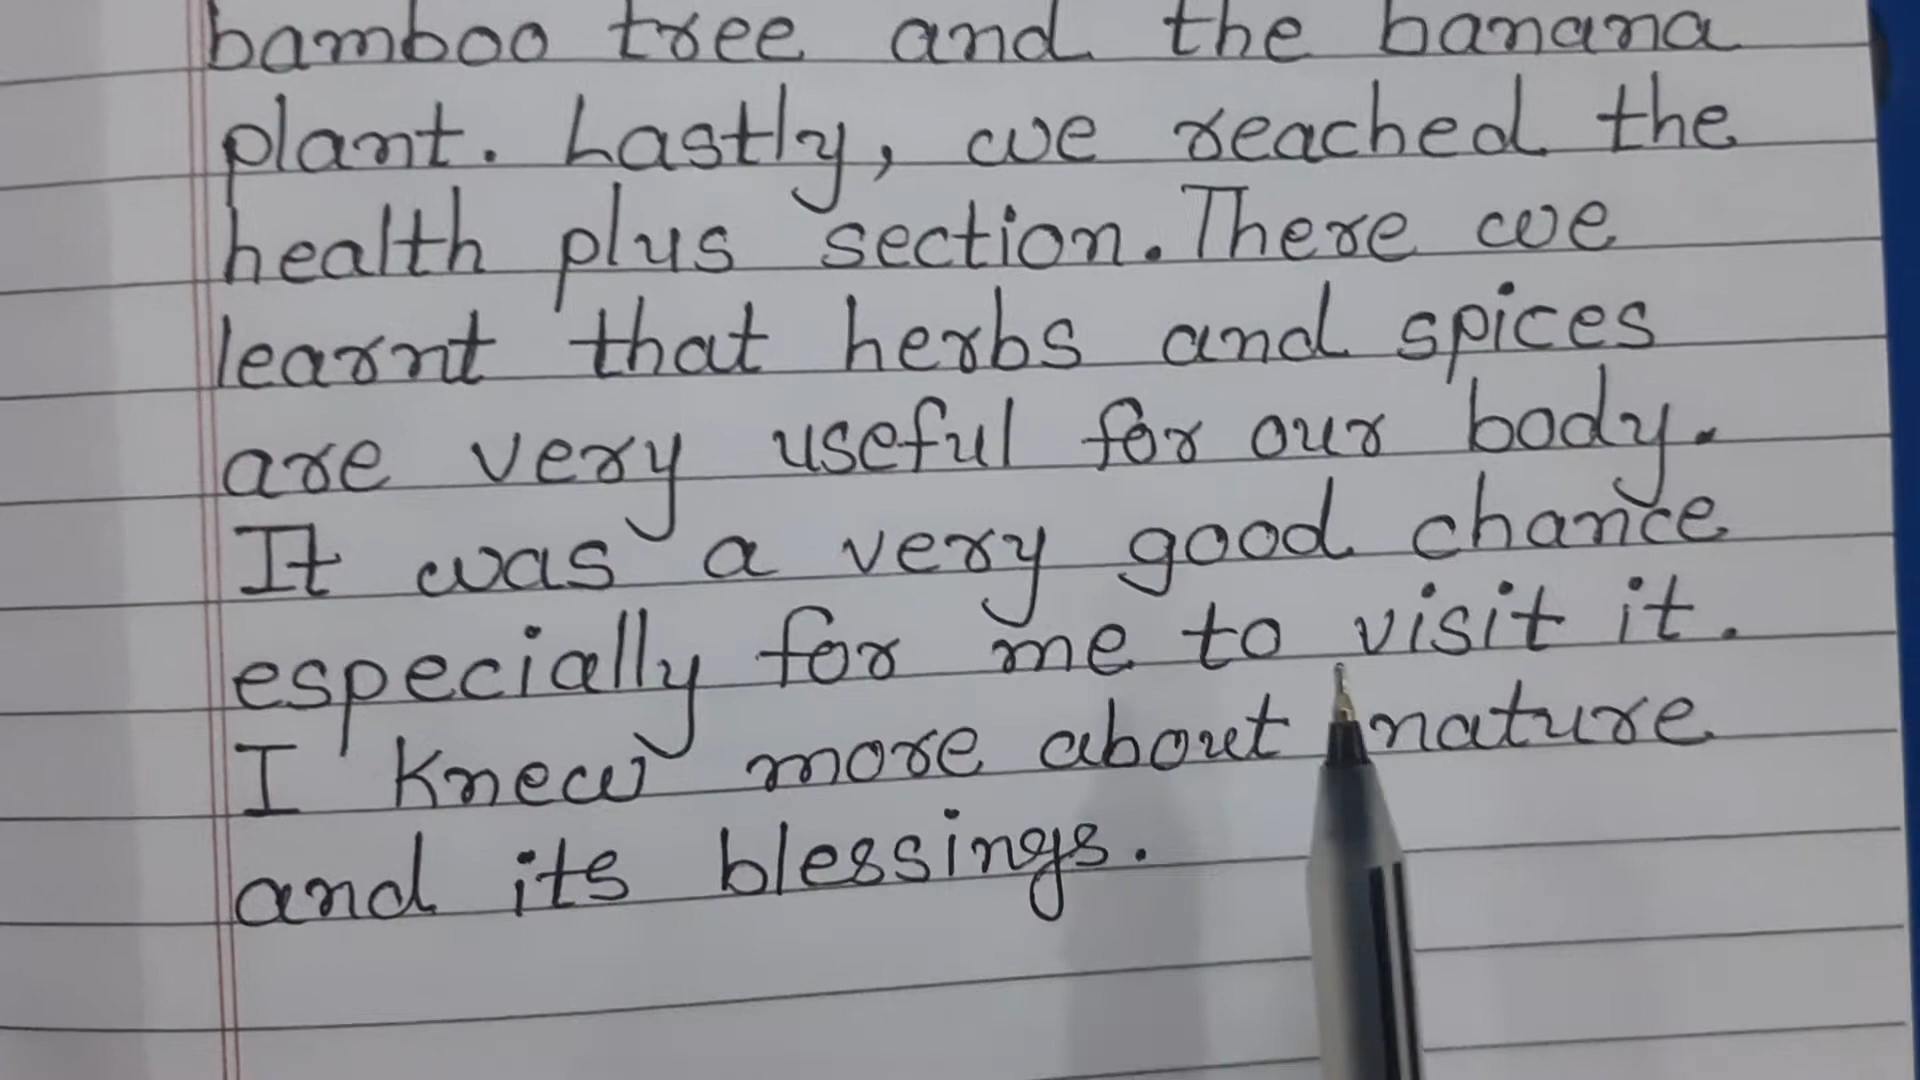 bamboo tree and the banana
plant. Lastly, we reached the
health plus section. There we
learnt that herbs and spices
are very useful for our body.
It was a very good chance
especially for me to visit it.
I knew more about nature
and its blessings.